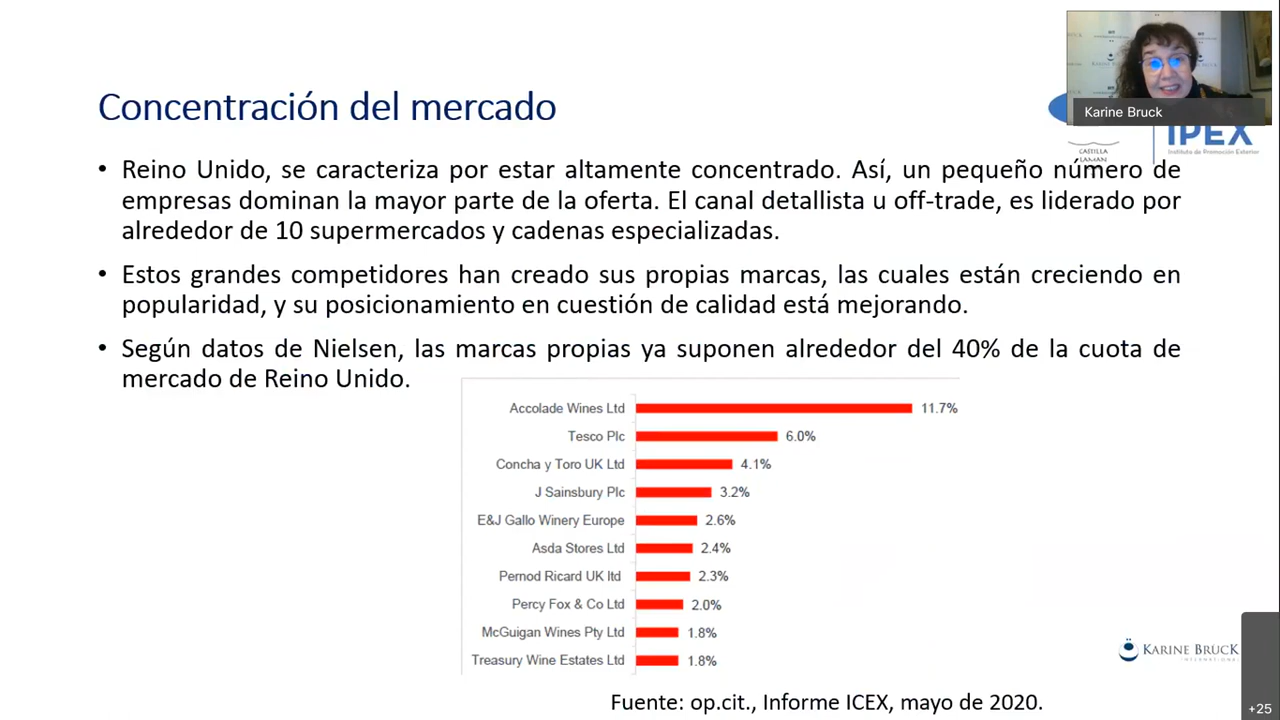 Concentración del mercado
Karine Bruck
IPEX
Instituto de Promoción Exterior
CASTILLA
• Reino Unido, se caracteriza por estar altamente concentrado. Así, un pequeño número de
empresas dominan la mayor parte de la oferta. El canal detallista u off-trade, es liderado por
alrededor de 10 supermercados y cadenas especializadas.
• Estos grandes competidores han creado sus propias marcas, las cuales están creciendo en
popularidad, y su posicionamiento en cuestión de calidad está mejorando.
• Según datos de Nielsen, las marcas propias ya suponen alrededor del 40% de la cuota de
mercado de Reino Unido.
Accolade Wines Ltd 11.7%
Tesco Plc 6.0%
Concha y Toro UK Ltd 4.1%
J Sainsbury Plc 3.2%
E&J Gallo Winery Europe 2.6%
Asda Stores Ltd 2.4%
Pernod Ricard UK ltd 2.3%
Percy Fox & Co Ltd 2.0%
McGuigan Wines Pty Ltd 1.8%
Treasury Wine Estates Ltd 1.8%
KARINE BRUCK
INTERNATIONAL
Fuente: op.cit., Informe ICEX, mayo de 2020.
+25